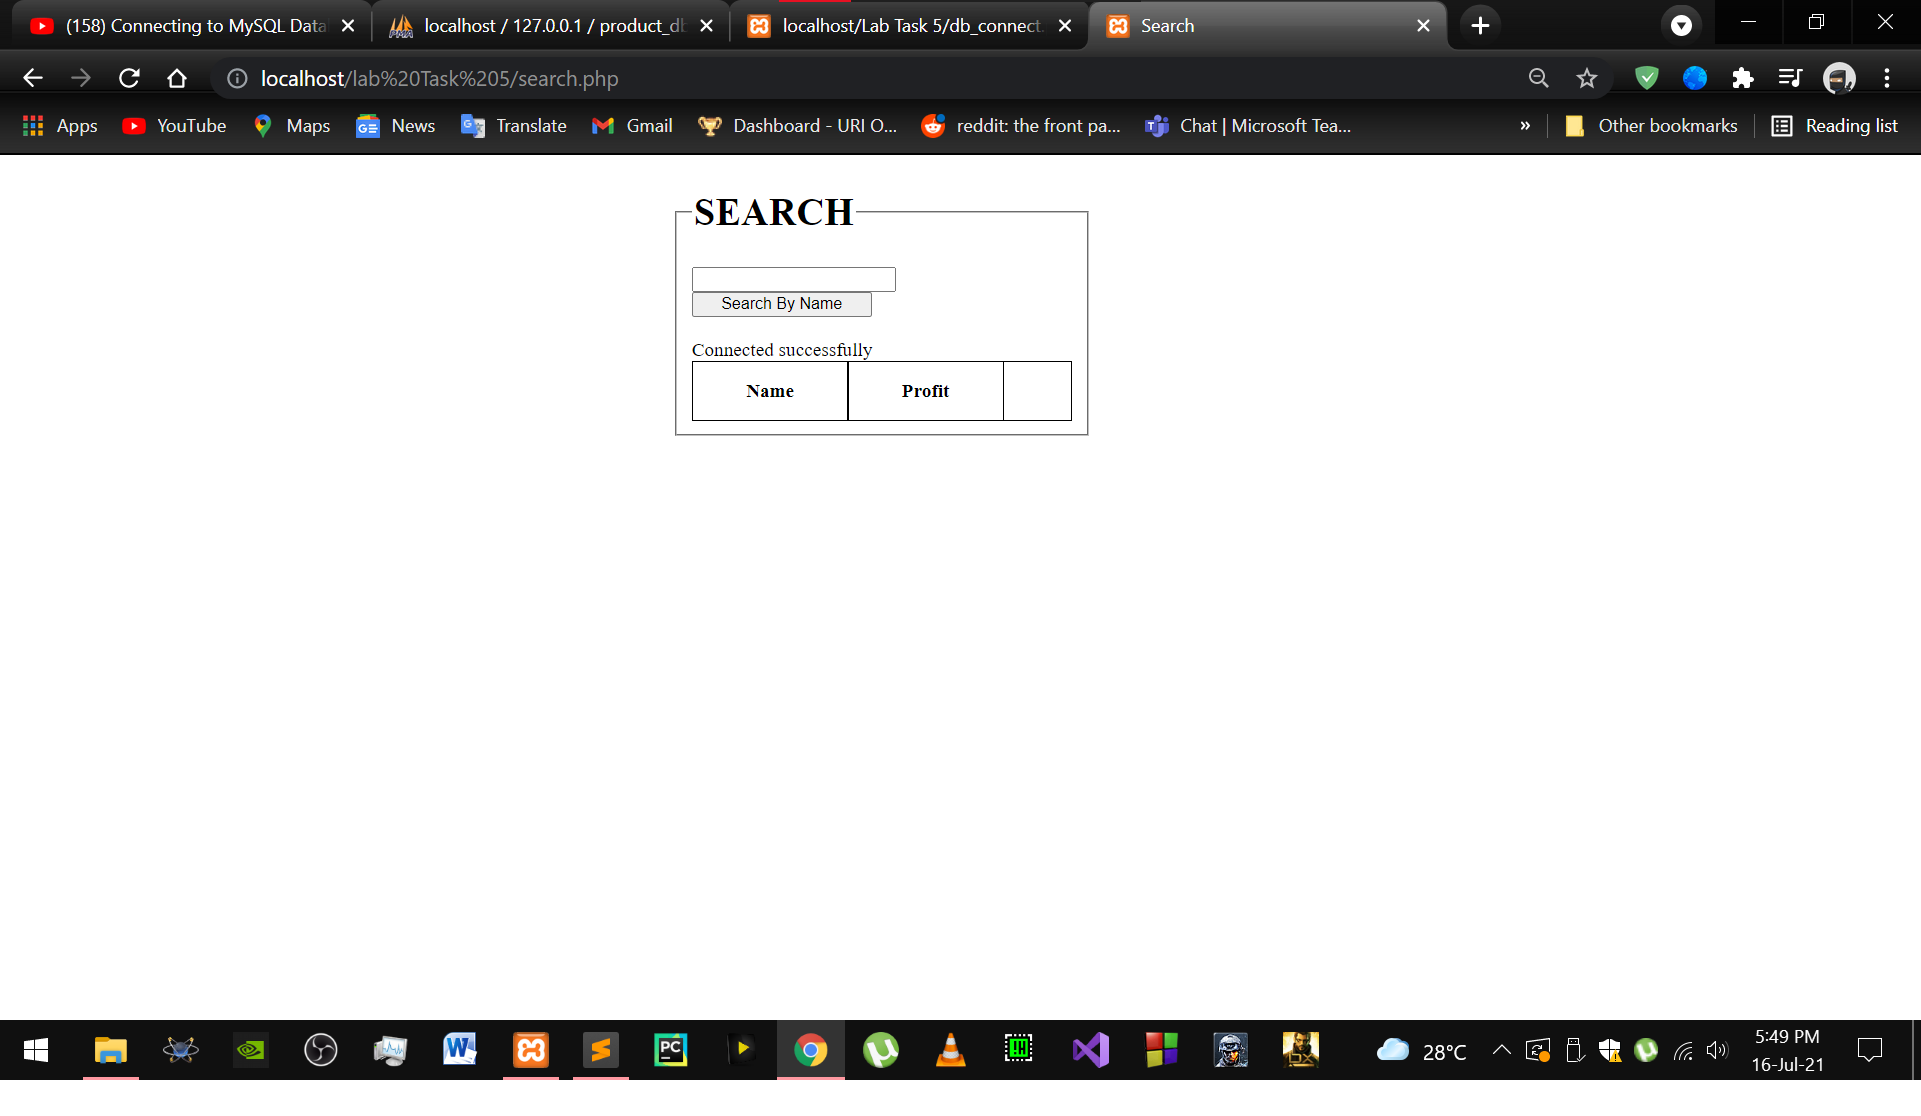 (158) Connecting to MySQL Data
localhost / 127.0.0.1 / product_db
localhost/Lab Task 5/db_connect.
Search
localhost/lab%20Task%205/search.php
Apps
YouTube
Maps
News
Translate
Gmail
Dashboard - URI O...
reddit: the front pa...
Chat | Microsoft Tea...
»
Other bookmarks
Reading list
SEARCH
Search By Name
Connected successfully
Name Profit
28°C
5:49 PM
16-Jul-21